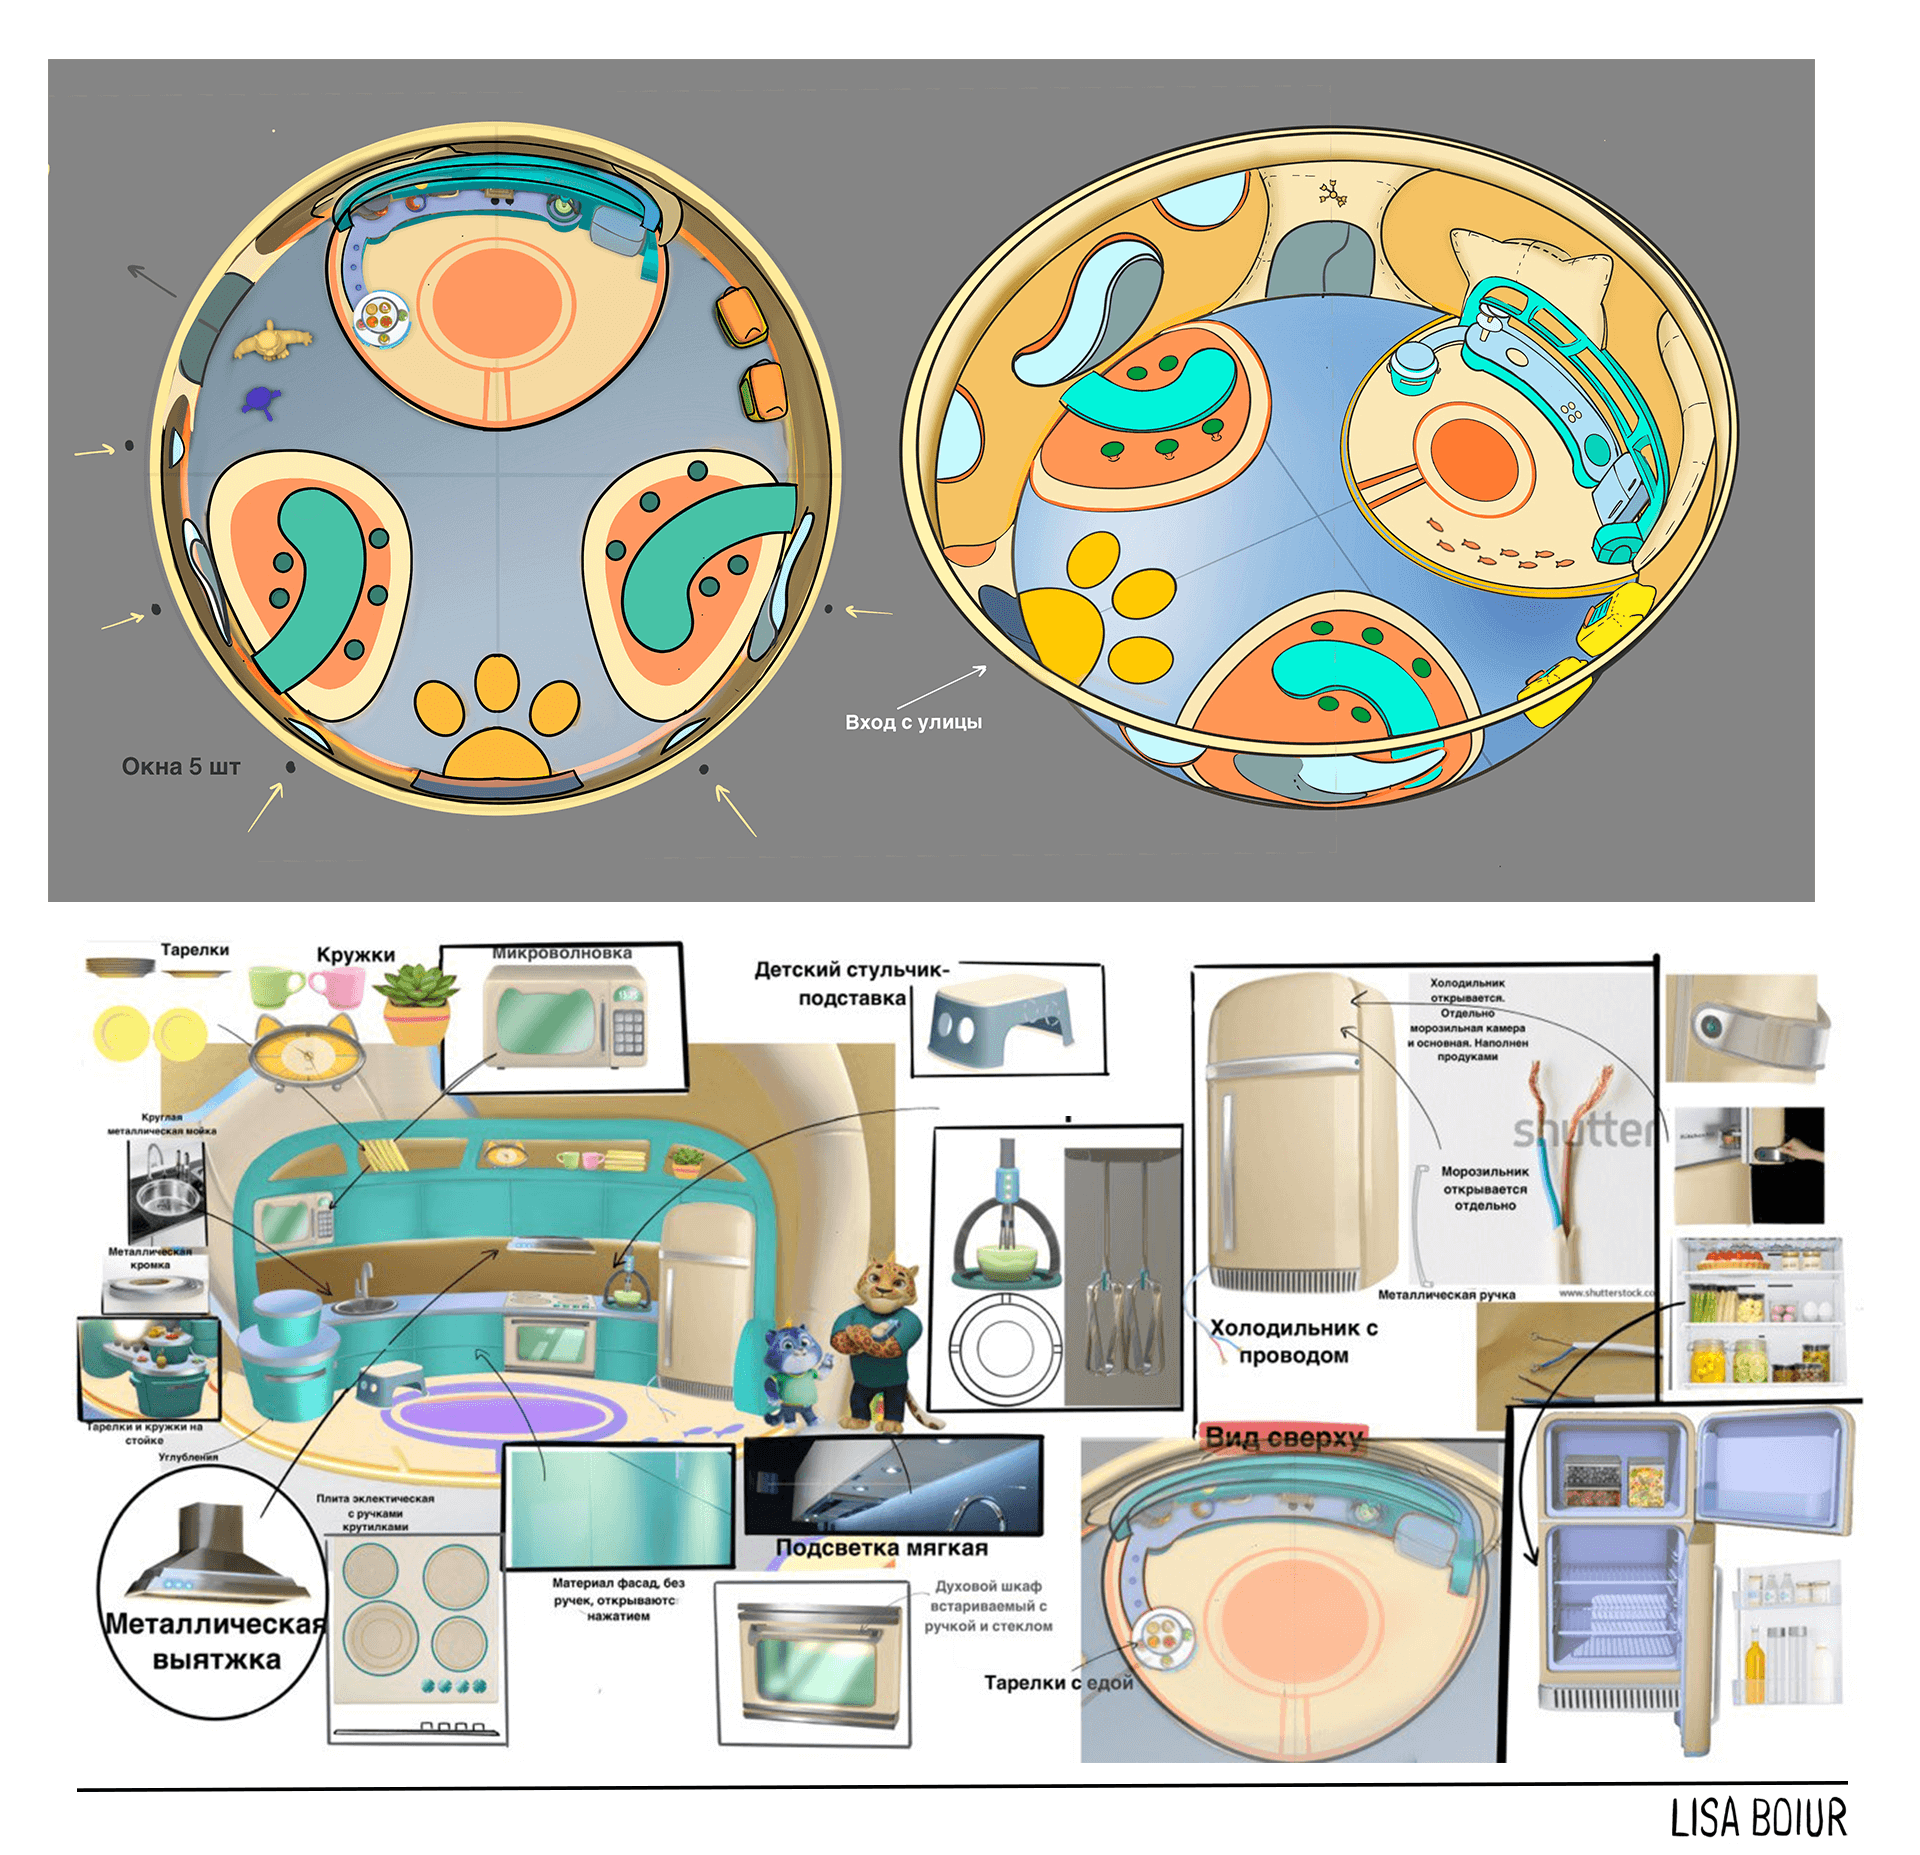 Вход с улицы
Окна 5 шт
Тарелки
Кружки
Микроволновка
Детский стульчик-
подставка
Холодильник
открывается.
Отдельно
морозильная камера
и основная. Наполнен
продуками
shutter
Круглая
металлическая мойка
Морозильник
открывается
отдельно
Металлическая
кромка
Металлическая ручка
www.shutterstock.co
Холодильник с
проводом
Тарелки и кружки на
стойке
Углубления
Вид сверху
Плита эклектическая
с ручками
крутилками
Подсветка мягкая
Материал фасад, без
ручек, открываютс
нажатием
Духовой шкаф
встариваемый с
ручкой и стеклом
Металлическая
выятжка
Тарелки с едой
LISA BOIUR